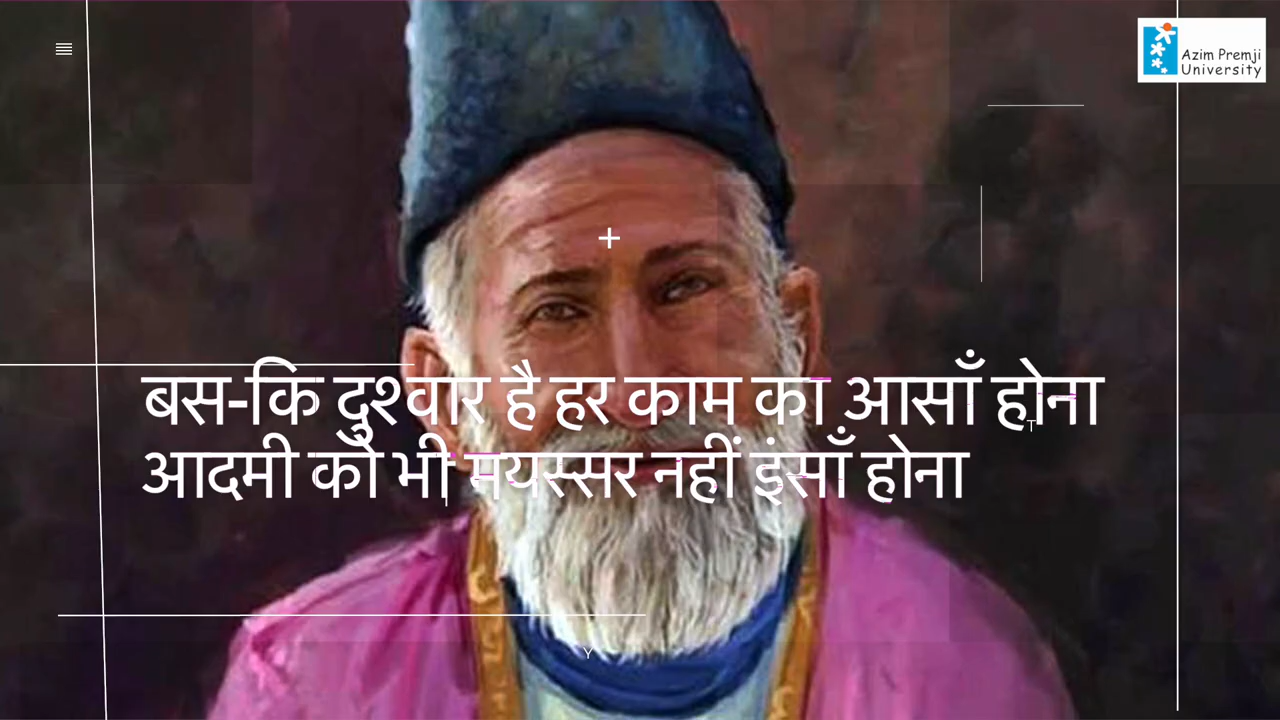 Azim Premji
University
बस-कि दुश्वार है हर काम का आसाँ होना
T
आदमी को भी मयस्सर नहीं इंसाँ होना
Y